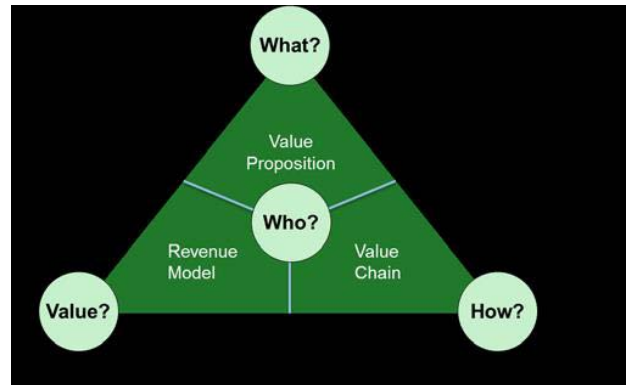 What?
Value
Proposition
Who?
Revenue
Model
Value
Chain
Value?
How?